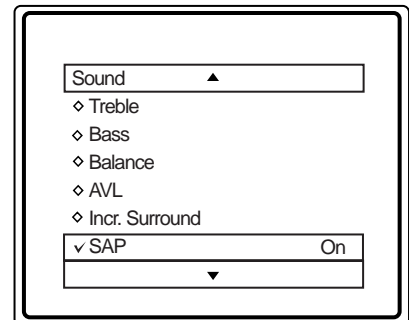 Sound ▲
◇ Treble
◇ Bass
◇ Balance
◇ AVL
◇ Incr. Surround
✓ SAP On
▼